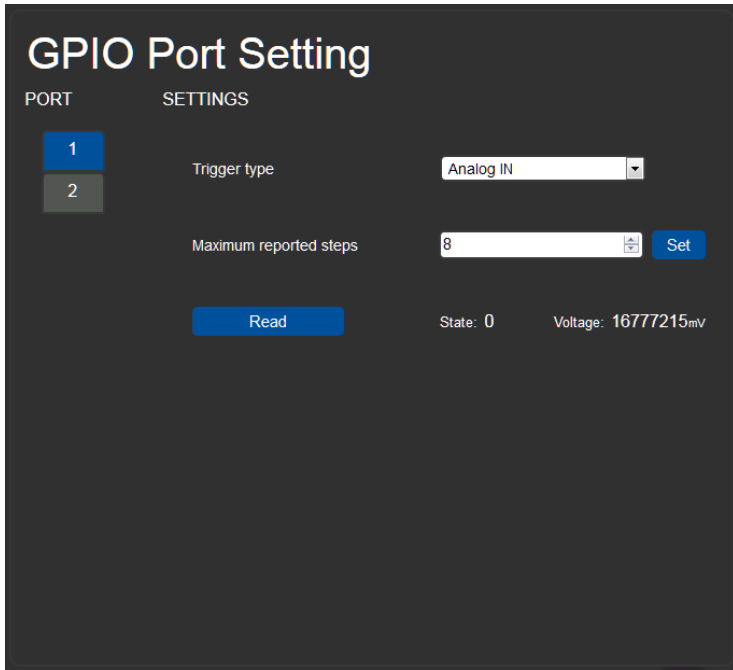 GPIO Port Setting
PORT SETTINGS
1
Trigger type Analog IN
2
Maximum reported steps 8 Set
Read State: 0 Voltage: 16777215mV